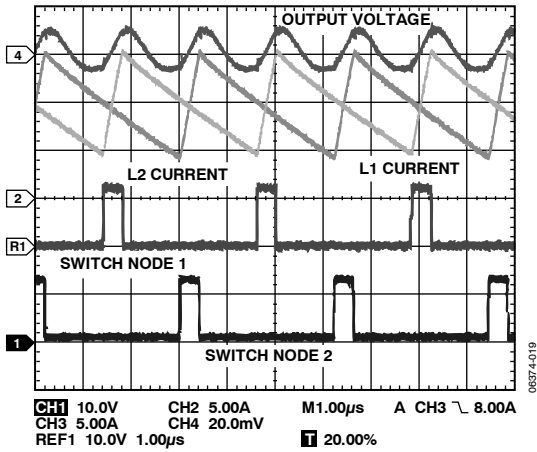 OUTPUT VOLTAGE
4
L2 CURRENT
L1 CURRENT
2
R1
SWITCH NODE 1
1
SWITCH NODE 2
06374-019
CH1 10.0V CH2 5.00A M1.00µs A CH3 8.00A
CH3 5.00A CH4 20.0mV
REF1 10.0V 1.00µs T 20.00%